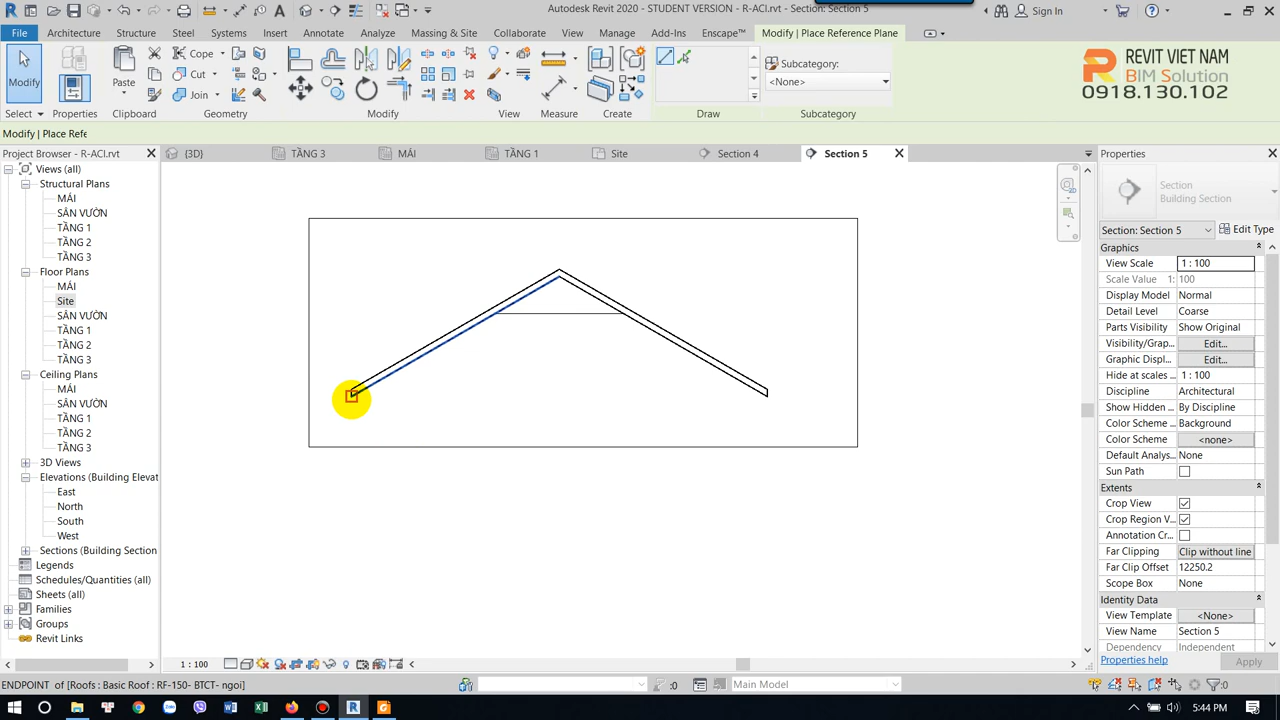 Autodesk Revit 2020 - STUDENT VERSION - R-ACI.rvt - Section: Section 5
Sign In
File Architecture Structure Steel Systems Insert Annotate Analyze Massing & Site Collaborate View Manage Add-Ins Enscape™ Modify | Place Reference Plane
Modify
Paste
Cope
Cut
Join
Subcategory:
<None>
REVIT VIET NAM
BIM Solution
0918.130.102
Select Properties Clipboard Geometry Modify View Measure Create Draw Subcategory
Modify | Place Refe
Project Browser - R-ACI.rvt
{3D} TẦNG 3 MÁI TẦNG 1 Site Section 4 Section 5
Views (all)
Structural Plans
MÁI
SÂN VƯỜN
TẦNG 1
TẦNG 2
TẦNG 3
Floor Plans
MÁI
Site
SÂN VƯỜN
TẦNG 1
TẦNG 2
TẦNG 3
Ceiling Plans
MÁI
SÂN VƯỜN
TẦNG 1
TẦNG 2
TẦNG 3
3D Views
Elevations (Building Elevat
East
North
South
West
Sections (Building Section
Legends
Schedules/Quantities (all)
Sheets (all)
Families
Groups
Revit Links
Properties
Section
Building Section
Section: Section 5 Edit Type
Graphics
View Scale 1 : 100
Scale Value 1: 100
Display Model Normal
Detail Level Coarse
Parts Visibility Show Original
Visibility/Grap... Edit...
Graphic Displ... Edit...
Hide at scales ... 1 : 100
Discipline Architectural
Show Hidden ... By Discipline
Color Scheme ... Background
Color Scheme <none>
Default Analys... None
Sun Path
Extents
Crop View
Crop Region V...
Annotation Cr...
Far Clipping Clip without line
Far Clip Offset 12250.2
Scope Box None
Identity Data
View Template <None>
View Name Section 5
Dependency Independent
Properties help Apply
1 : 100
ENDPOINT of [Roofs : Basic Roof : RF-150- BTCT- ngoi]
:0
Main Model
:0
5:44 PM